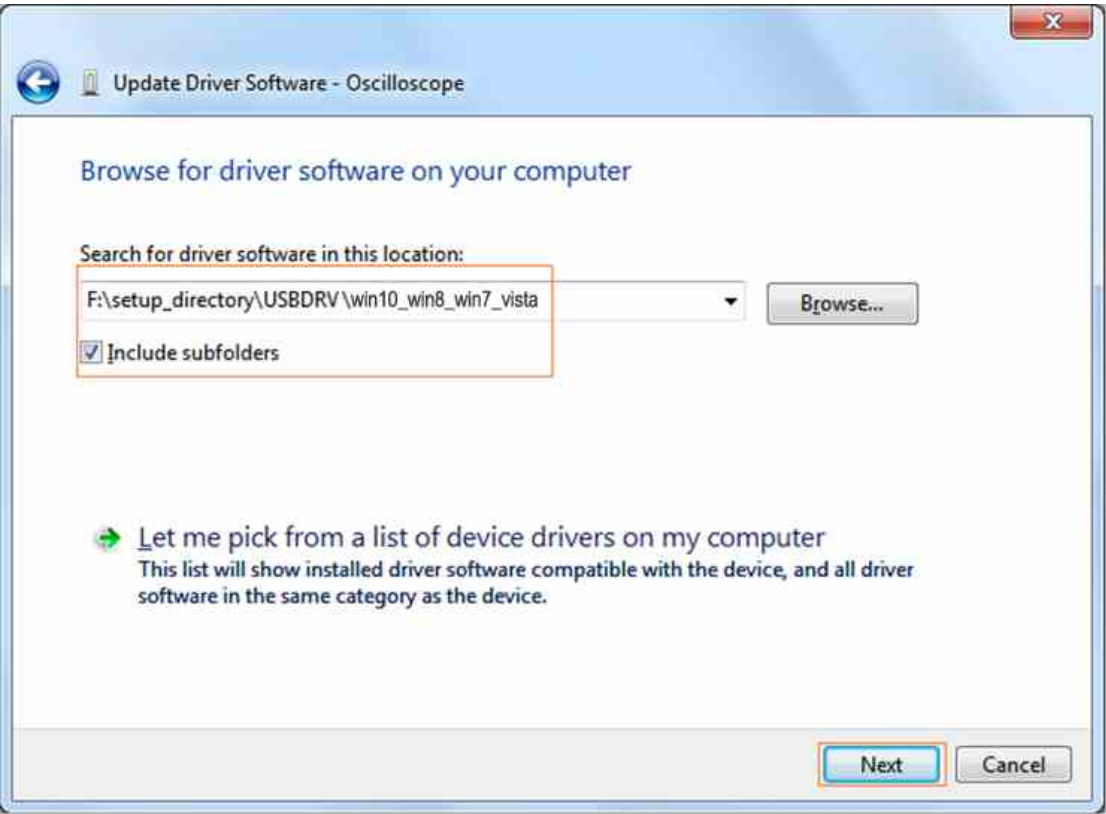 Update Driver Software - Oscilloscope
Browse for driver software on your computer
Search for driver software in this location:
F:\setup_directory\USBDRV\win10_win8_win7_vista
Browse...
Include subfolders
Let me pick from a list of device drivers on my computer
This list will show installed driver software compatible with the device, and all driver
software in the same category as the device.
Next
Cancel